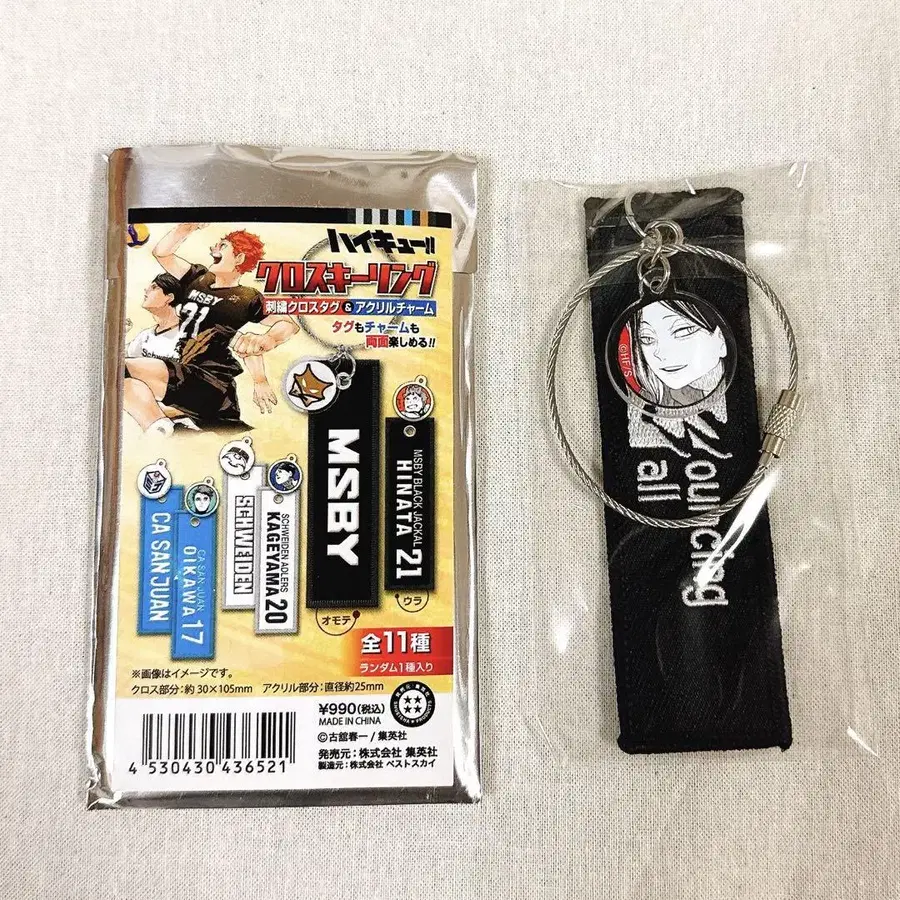 ハイキュー!!
クロスキーリング
刺繍クロスタグ & アクリルチャーム
タグもチャームも
両面楽しめる!!
MSBY
21
MSBY
MSBY BLACK JACKAL
HINATA 21
SCHWEIDEN
SCHWEIDEN ADLERS
KAGEYAMA 20
CA SAN JUAN
CA SAN JUAN
OIKAWA 17
オモテ
ウラ
全11種
ランダム1種入り
※画像はイメージです。
クロス部分:約30×105mm アクリル部分:直径約25mm
¥990(税込)
MADE IN CHINA
©古舘春一/集英社
発売元:株式会社 集英社
製造元:株式会社 ベストスカイ
4 530430 436521
©HF/S
Bouncing
Ball